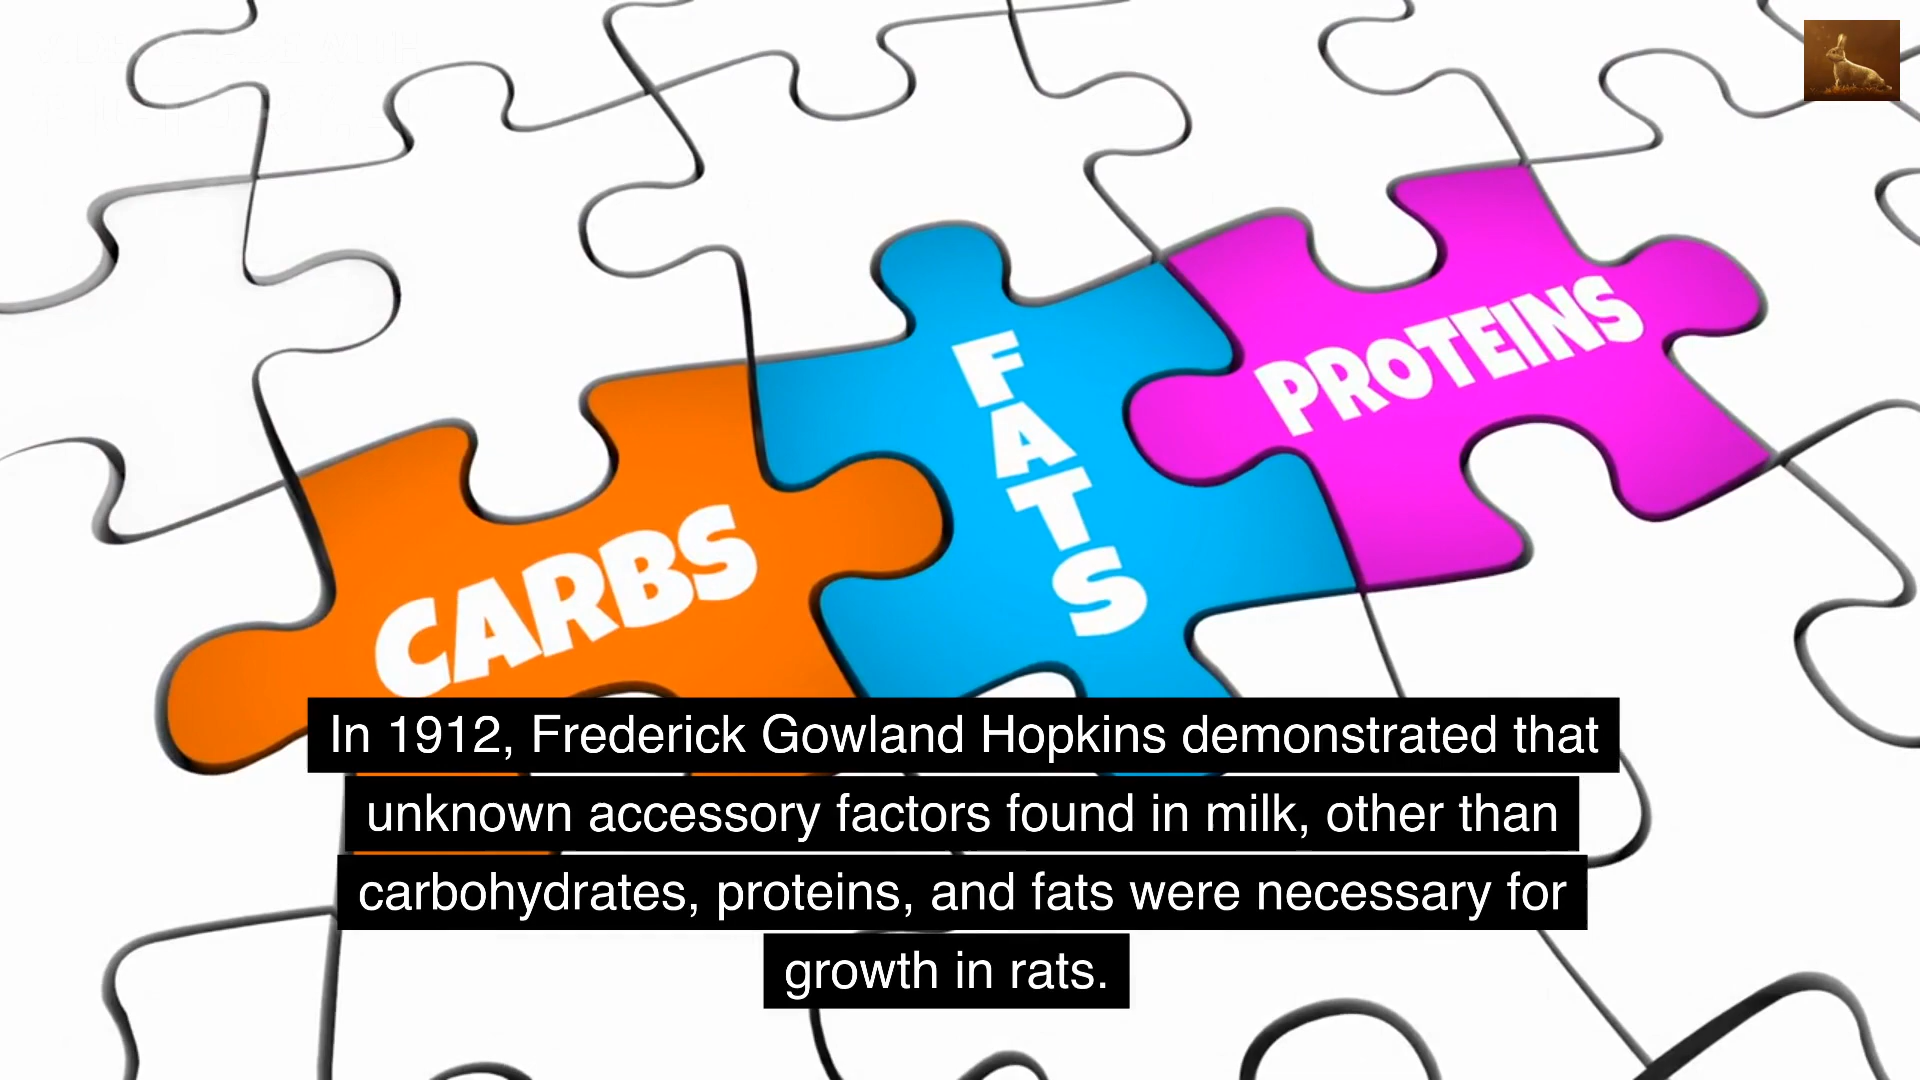 CARBS
FATS
PROTEINS
In 1912, Frederick Gowland Hopkins demonstrated that
unknown accessory factors found in milk, other than
carbohydrates, proteins, and fats were necessary for
growth in rats.